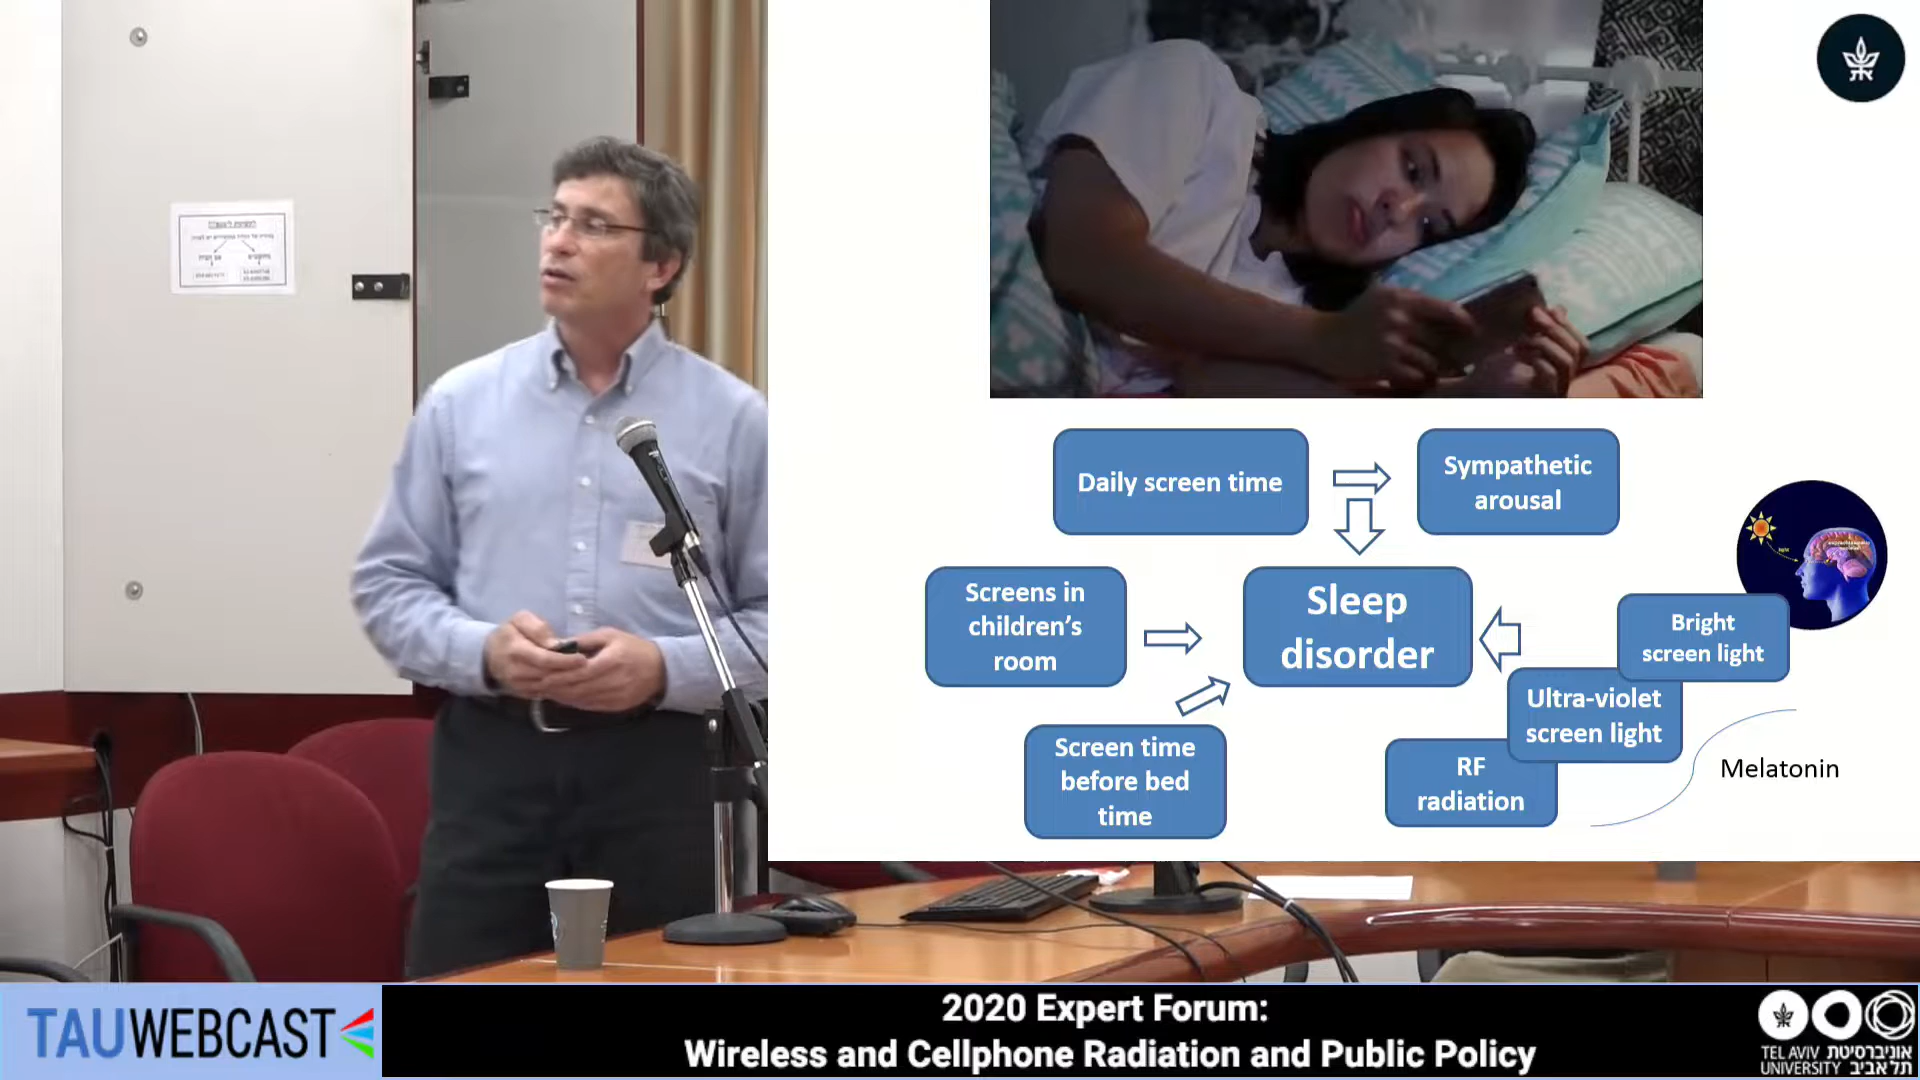 Daily screen time
Sympathetic
arousal
Screens in
children's
room
Sleep
disorder
Bright
screen light
Ultra-violet
screen light
Screen time
before bed
time
RF
radiation
Melatonin
TAUWEBCAST
2020 Expert Forum:
Wireless and Cellphone Radiation and Public Policy
TEL AVIV אוניברסיטת
UNIVERSITY תל אביב